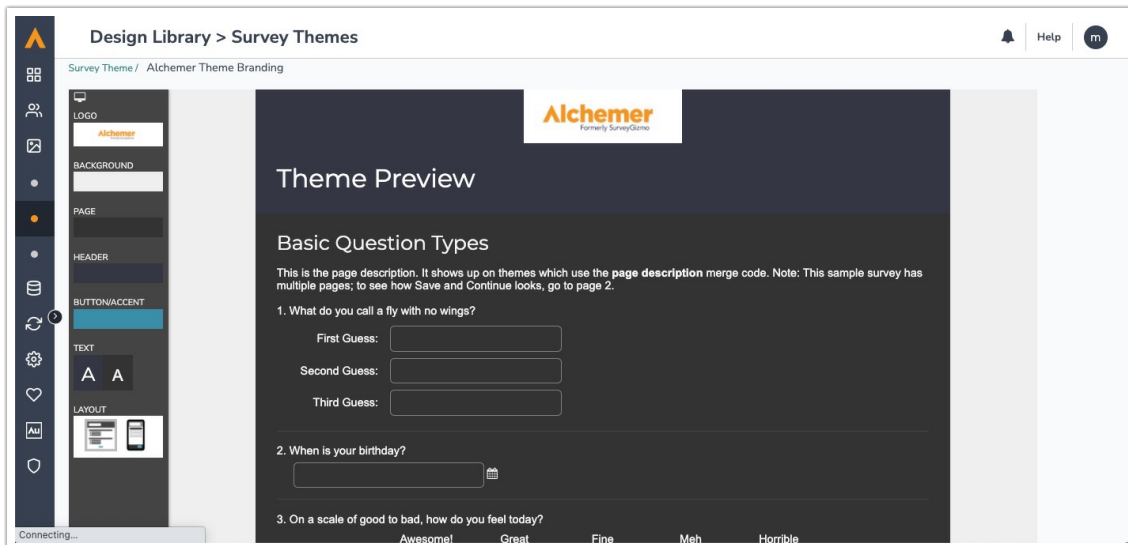 Design Library > Survey Themes
Help
m
Survey Theme / Alchemer Theme Branding
LOGO
Alchemer
BACKGROUND
PAGE
HEADER
BUTTON/ACCENT
TEXT
A A
LAYOUT
Au
Connecting...
Alchemer
Formerly SurveyGizmo
Theme Preview
Basic Question Types
This is the page description. It shows up on themes which use the page description merge code. Note: This sample survey has
multiple pages; to see how Save and Continue looks, go to page 2.
1. What do you call a fly with no wings?
First Guess:
Second Guess:
Third Guess:
2. When is your birthday?
3. On a scale of good to bad, how do you feel today?
Awesome! Great Fine Meh Horrible